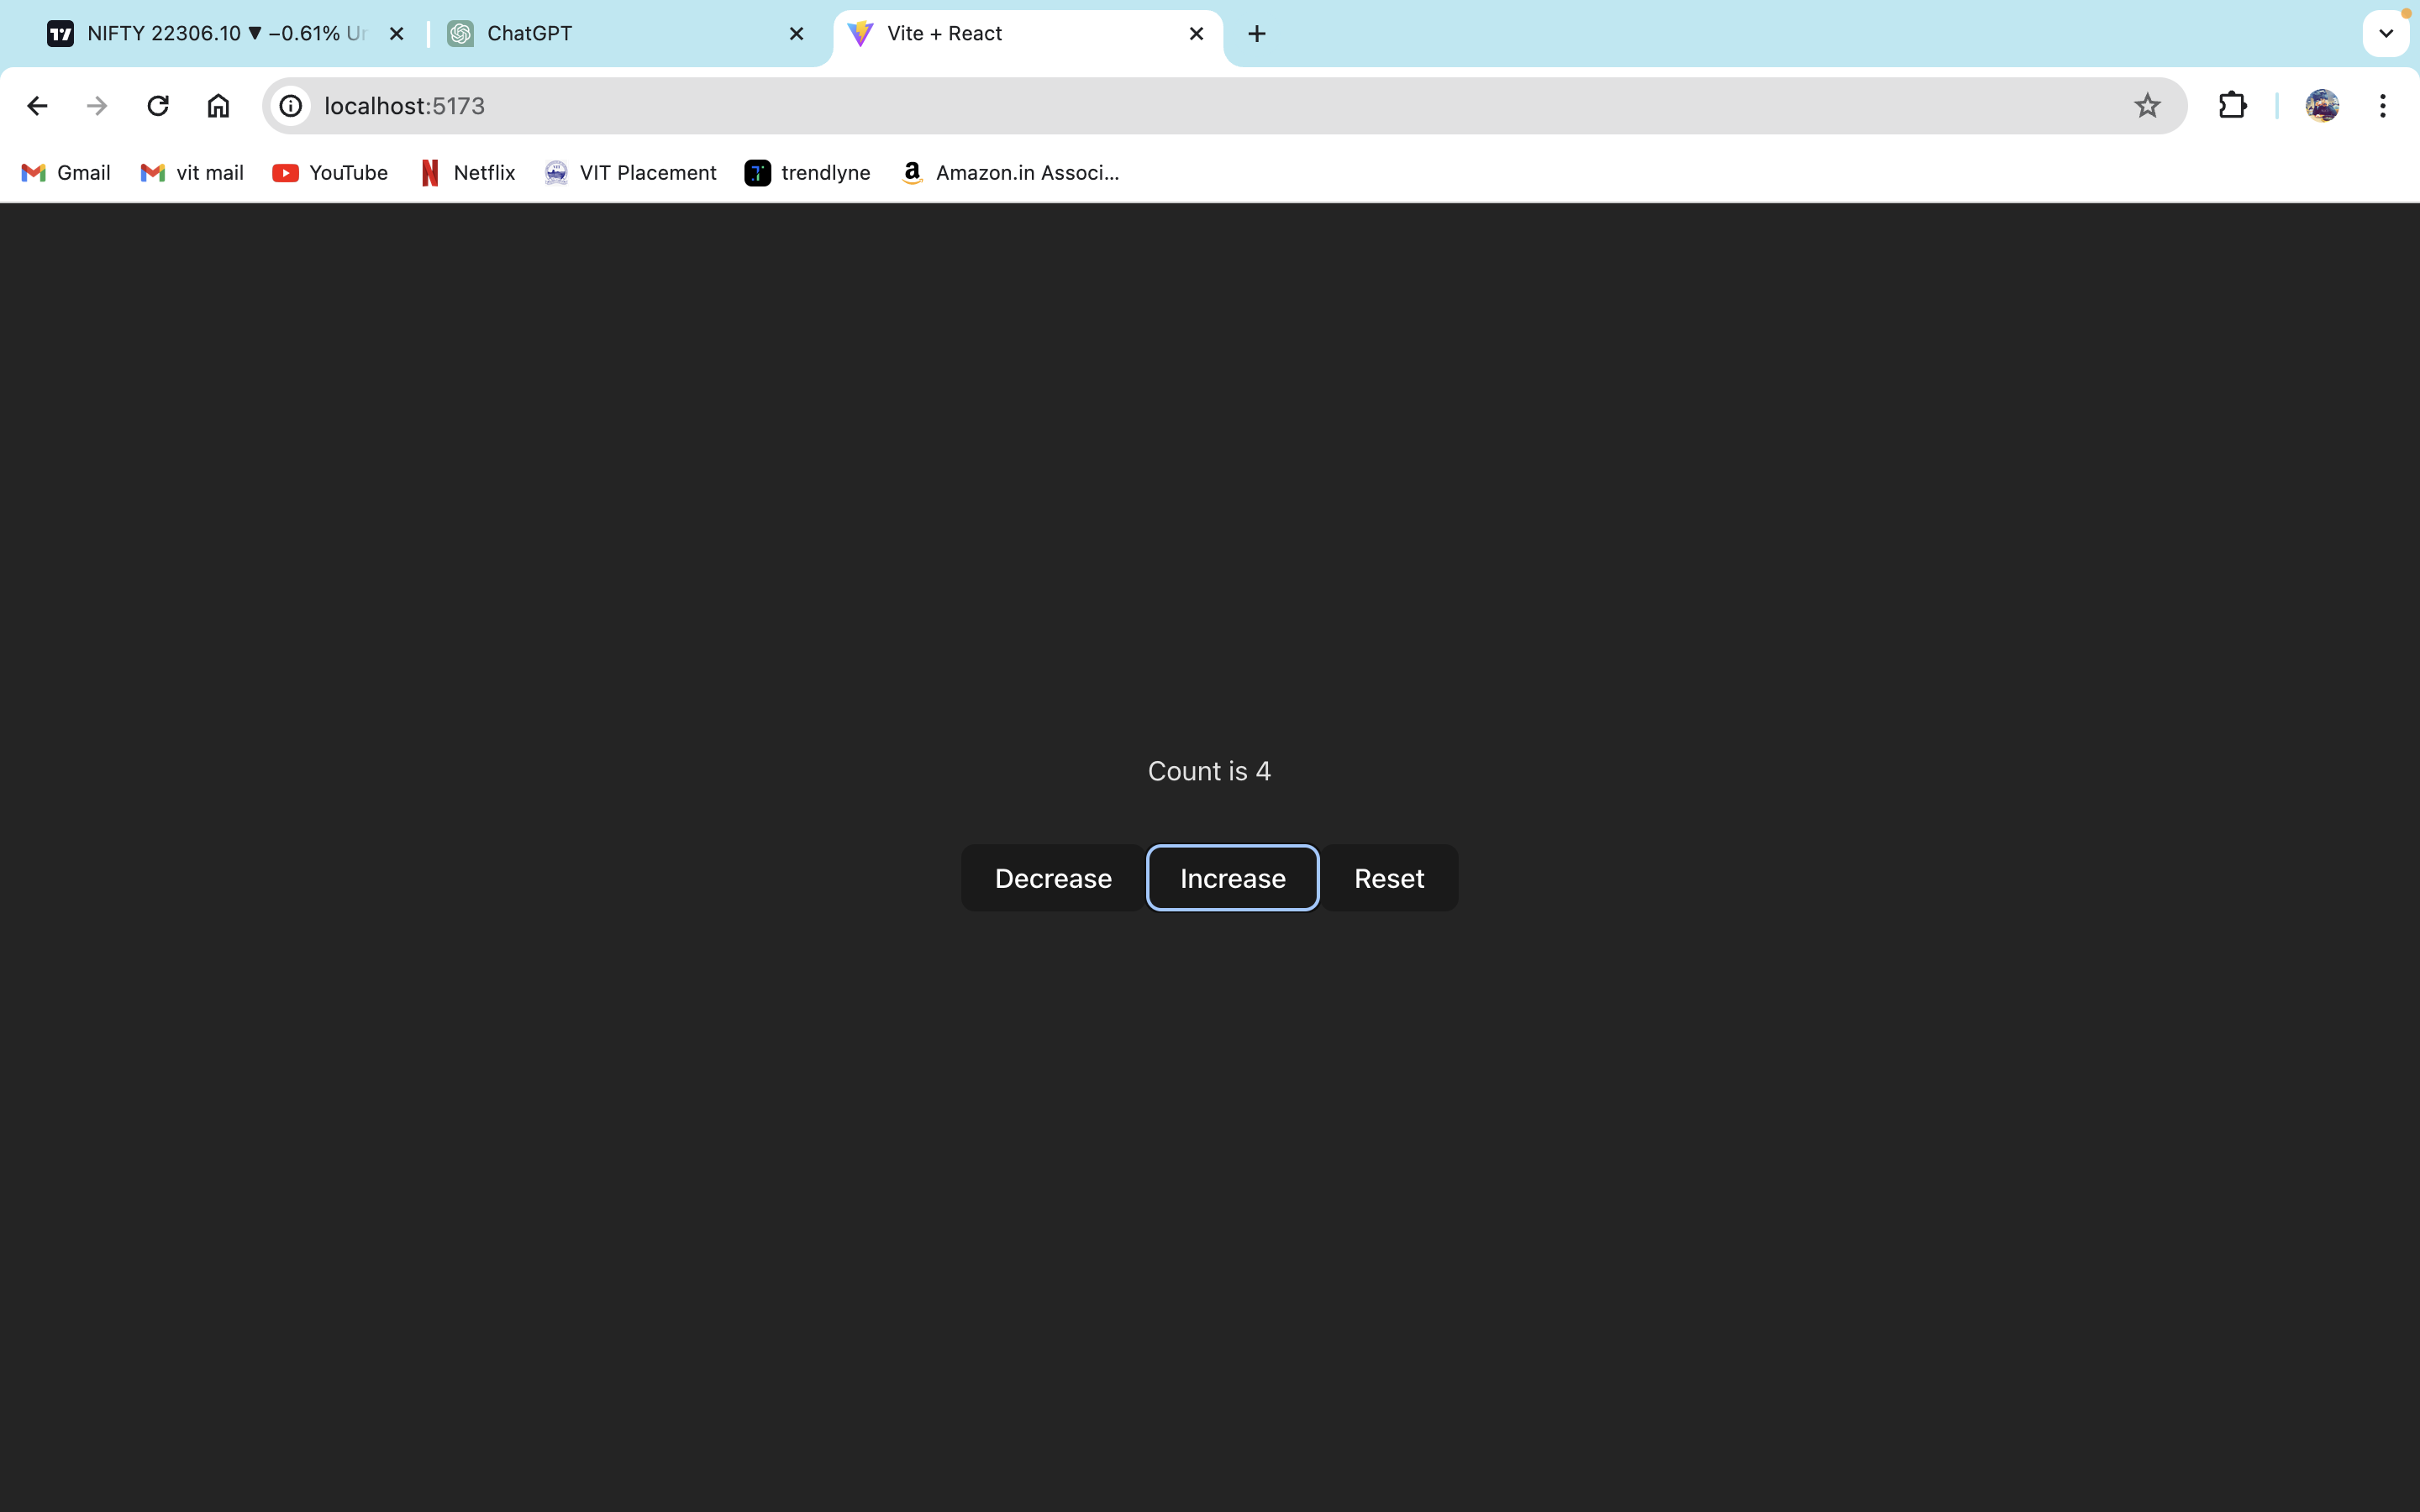 NIFTY 22306.10 ▼ −0.61%
ChatGPT
Vite + React
localhost:5173
Gmail
vit mail
YouTube
Netflix
VIT Placement
trendlyne
Amazon.in Associ...
Count is 4
Decrease
Increase
Reset